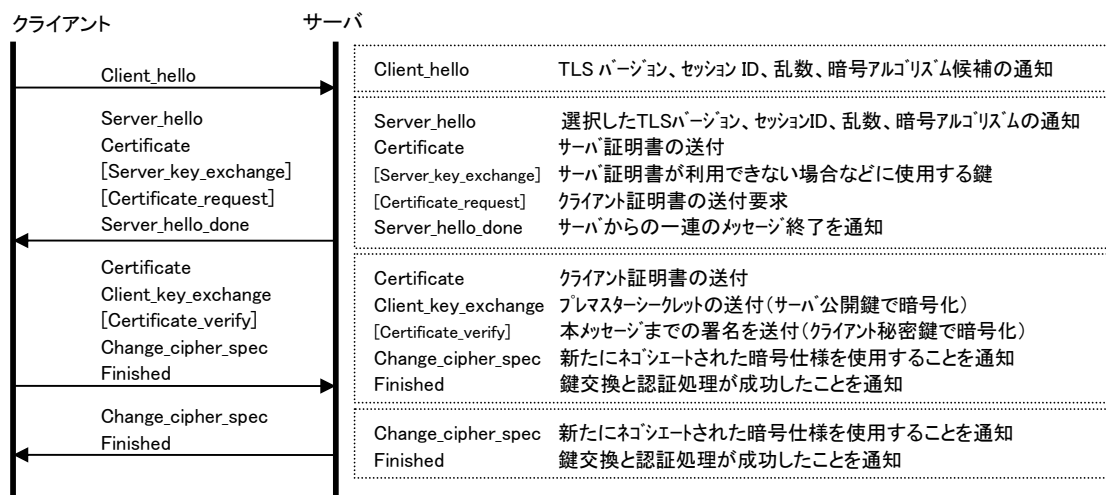 クライアント
サーバ
Client_hello
Server_hello
Certificate
[Server_key_exchange]
[Certificate_request]
Server_hello_done
Certificate
Client_key_exchange
[Certificate_verify]
Change_cipher_spec
Finished
Change_cipher_spec
Finished
Client_hello TLS バージョン、セッション ID、乱数、暗号アルゴリズム候補の通知
Server_hello 選択したTLSバージョン、セッションID、乱数、暗号アルゴリズムの通知
Certificate サーバ証明書の送付
[Server_key_exchange] サーバ証明書が利用できない場合などに使用する鍵
[Certificate_request] クライアント証明書の送付要求
Server_hello_done サーバからの一連のメッセージ終了を通知
Certificate クライアント証明書の送付
Client_key_exchange プレマスターシークレットの送付(サーバ公開鍵で暗号化)
[Certificate_verify] 本メッセージまでの署名を送付(クライアント秘密鍵で暗号化)
Change_cipher_spec 新たにネゴシエートされた暗号仕様を使用することを通知
Finished 鍵交換と認証処理が成功したことを通知
Change_cipher_spec 新たにネゴシエートされた暗号仕様を使用することを通知
Finished 鍵交換と認証処理が成功したことを通知